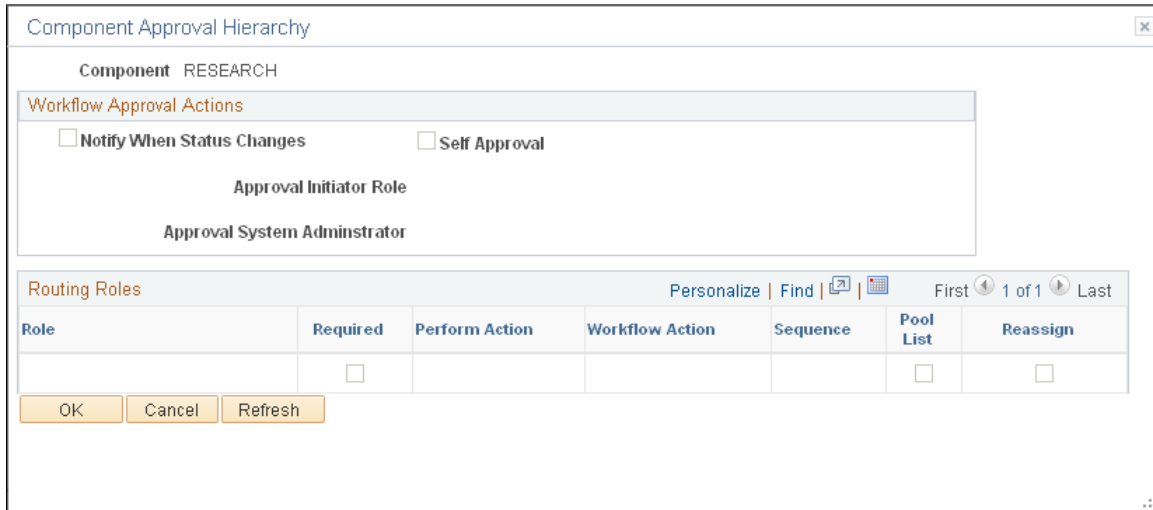 Component Approval Hierarchy
Component RESEARCH
Workflow Approval Actions
Notify When Status Changes Self Approval
Approval Initiator Role
Approval System Adminstrator
Routing Roles Personalize | Find | | First 1 of 1 Last
Role Required Perform Action Workflow Action Sequence Pool List Reassign
OK Cancel Refresh